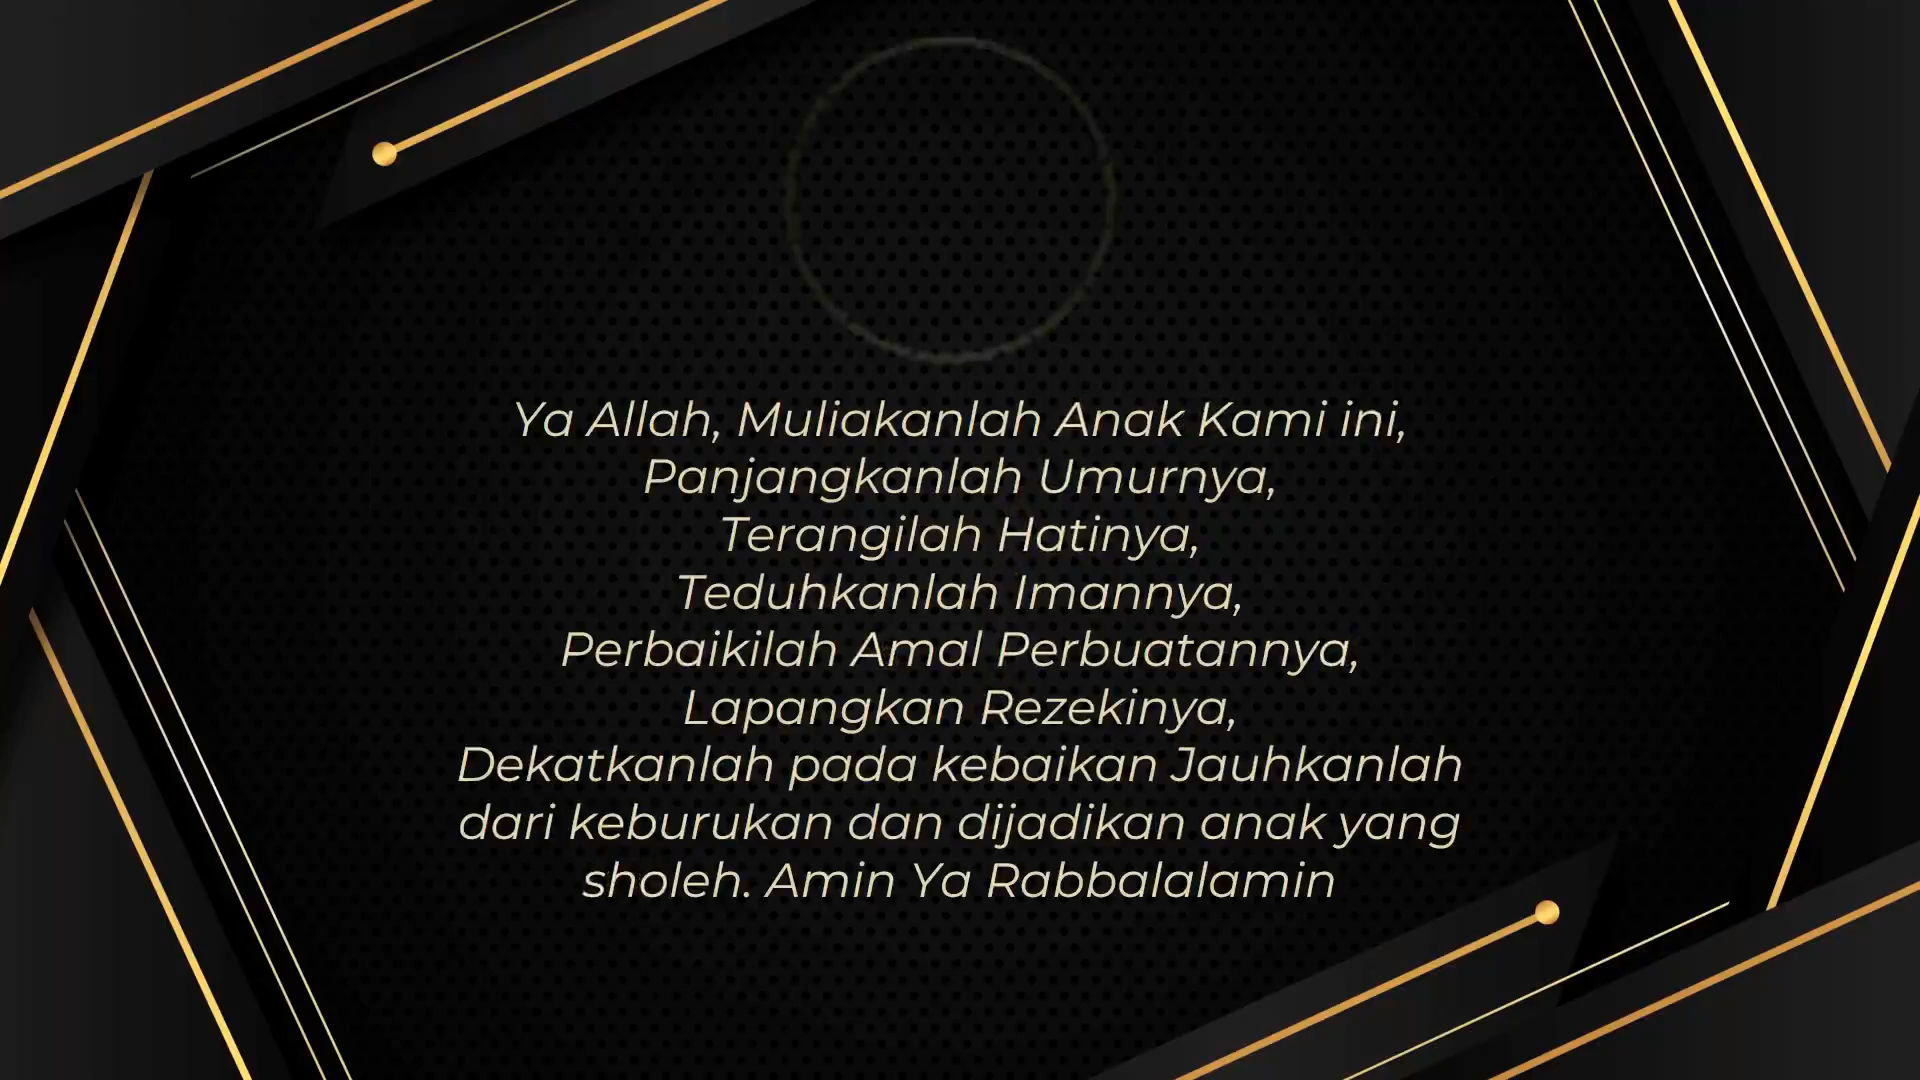 Ya Allah, Muliakanlah Anak Kami ini,
Panjangkanlah Umurnya,
Terangilah Hatinya,
Teduhkanlah Imannya,
Perbaikilah Amal Perbuatannya,
Lapangkan Rezekinya,
Dekatkanlah pada kebaikan Jauhkanlah
dari keburukan dan dijadikan anak yang
sholeh. Amin Ya Rabbalalamin